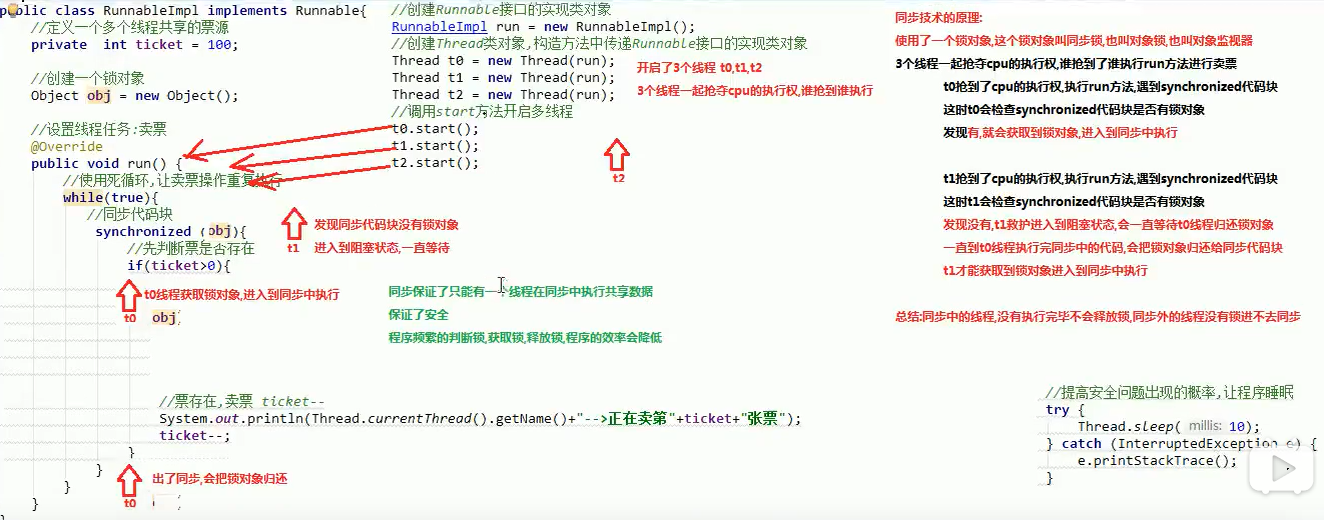 public class RunnableImpl implements Runnable{
//定义一个多个线程共享的票源
private int ticket = 100;
//创建一个锁对象
Object obj = new Object();
//设置线程任务:卖票
@Override
public void run() {
//使用死循环,让卖票操作重复执行
while(true){
//同步代码块
synchronized (obj){
//先判断票是否存在
if(ticket>0){
t0线程获取锁对象,进入到同步中执行
t0
obj
//票存在,卖票 ticket--
System.out.println(Thread.currentThread().getName()+"-->正在卖第"+ticket+"张票");
ticket--;
}
}
出了同步,会把锁对象归还
t0
}
}
//创建Runnable接口的实现类对象
RunnableImpl run = new RunnableImpl();
//创建Thread类对象,构造方法中传递Runnable接口的实现类对象
Thread t0 = new Thread(run);
Thread t1 = new Thread(run);
Thread t2 = new Thread(run);
开启了3个线程 t0,t1,t2
3个线程一起抢夺cpu的执行权,谁抢到谁执行
//调用start方法开启多线程
t0.start();
t1.start();
t2.start();
t2
t1
发现同步代码块没有锁对象
进入到阻塞状态,一直等待
同步保证了只能有一个线程在同步中执行共享数据
保证了安全
程序频繁的判断锁,获取锁,释放锁,程序的效率会降低
同步技术的原理:
使用了一个锁对象,这个锁对象叫同步锁,也叫对象锁,也叫对象监视器
3个线程一起抢夺cpu的执行权,谁抢到了谁执行run方法进行卖票
t0抢到了cpu的执行权,执行run方法,遇到synchronized代码块
这时t0会检查synchronized代码块是否有锁对象
发现有,就会获取到锁对象,进入到同步中执行
t1抢到了cpu的执行权,执行run方法,遇到synchronized代码块
这时t1会检查synchronized代码块是否有锁对象
发现没有,t1救护进入到阻塞状态,会一直等待t0线程归还锁对象
一直到t0线程执行完同步中的代码,会把锁对象归还给同步代码块
t1才能获取到锁对象进入到同步中执行
总结:同步中的线程,没有执行完毕不会释放锁,同步外的线程没有锁进不去同步
//提高安全问题出现的概率,让程序睡眠
try {
Thread.sleep( millis: 10);
} catch (InterruptedException e) {
e.printStackTrace();
}